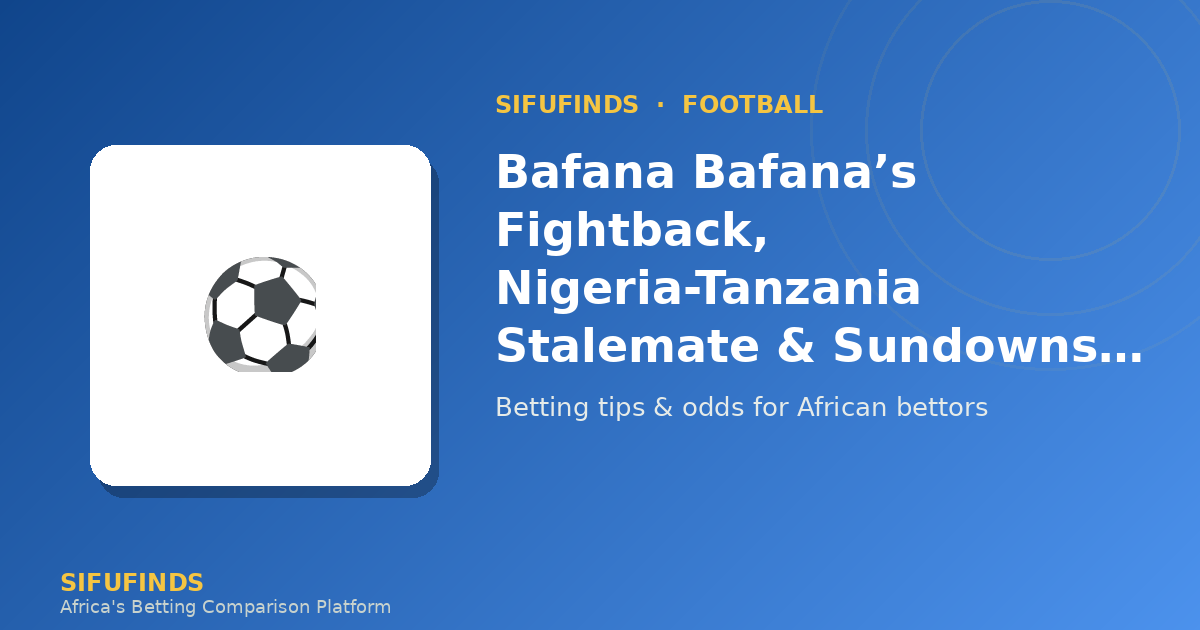 SIFUFINDS · FOOTBALL
Bafana Bafana’s
Fightback,
Nigeria-Tanzania
Stalemate & Sundowns…
Betting tips & odds for African bettors
SIFUFINDS
Africa's Betting Comparison Platform